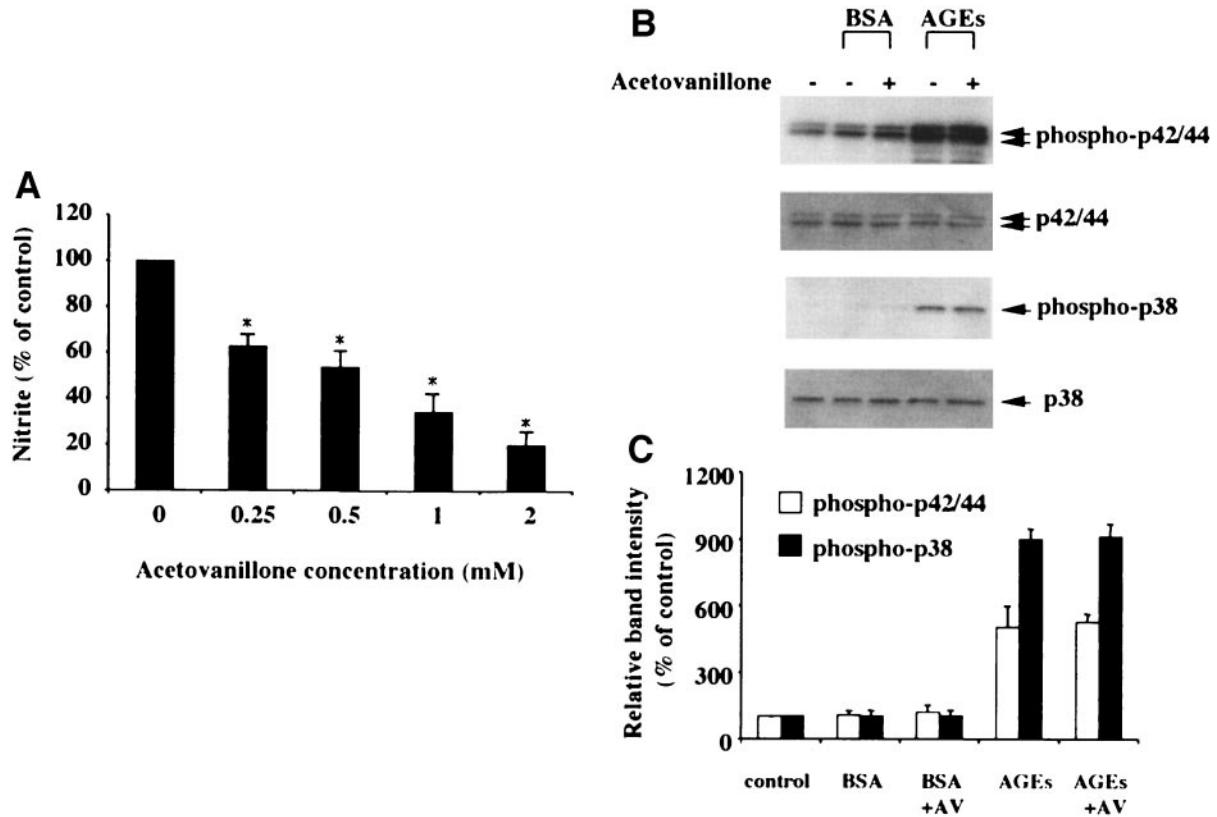 A
120
100
80
60
40
20
0
Nitrite (% of control)
* * * *
0 0.25 0.5 1 2
Acetovanillone concentration (mM)
B
BSA AGEs
Acetovanillone - - + - +
phospho-p42/44
p42/44
phospho-p38
p38
C
1200
900
600
300
0
Relative band intensity
(% of control)
phospho-p42/44
phospho-p38
control BSA BSA AGEs AGEs
+AV +AV